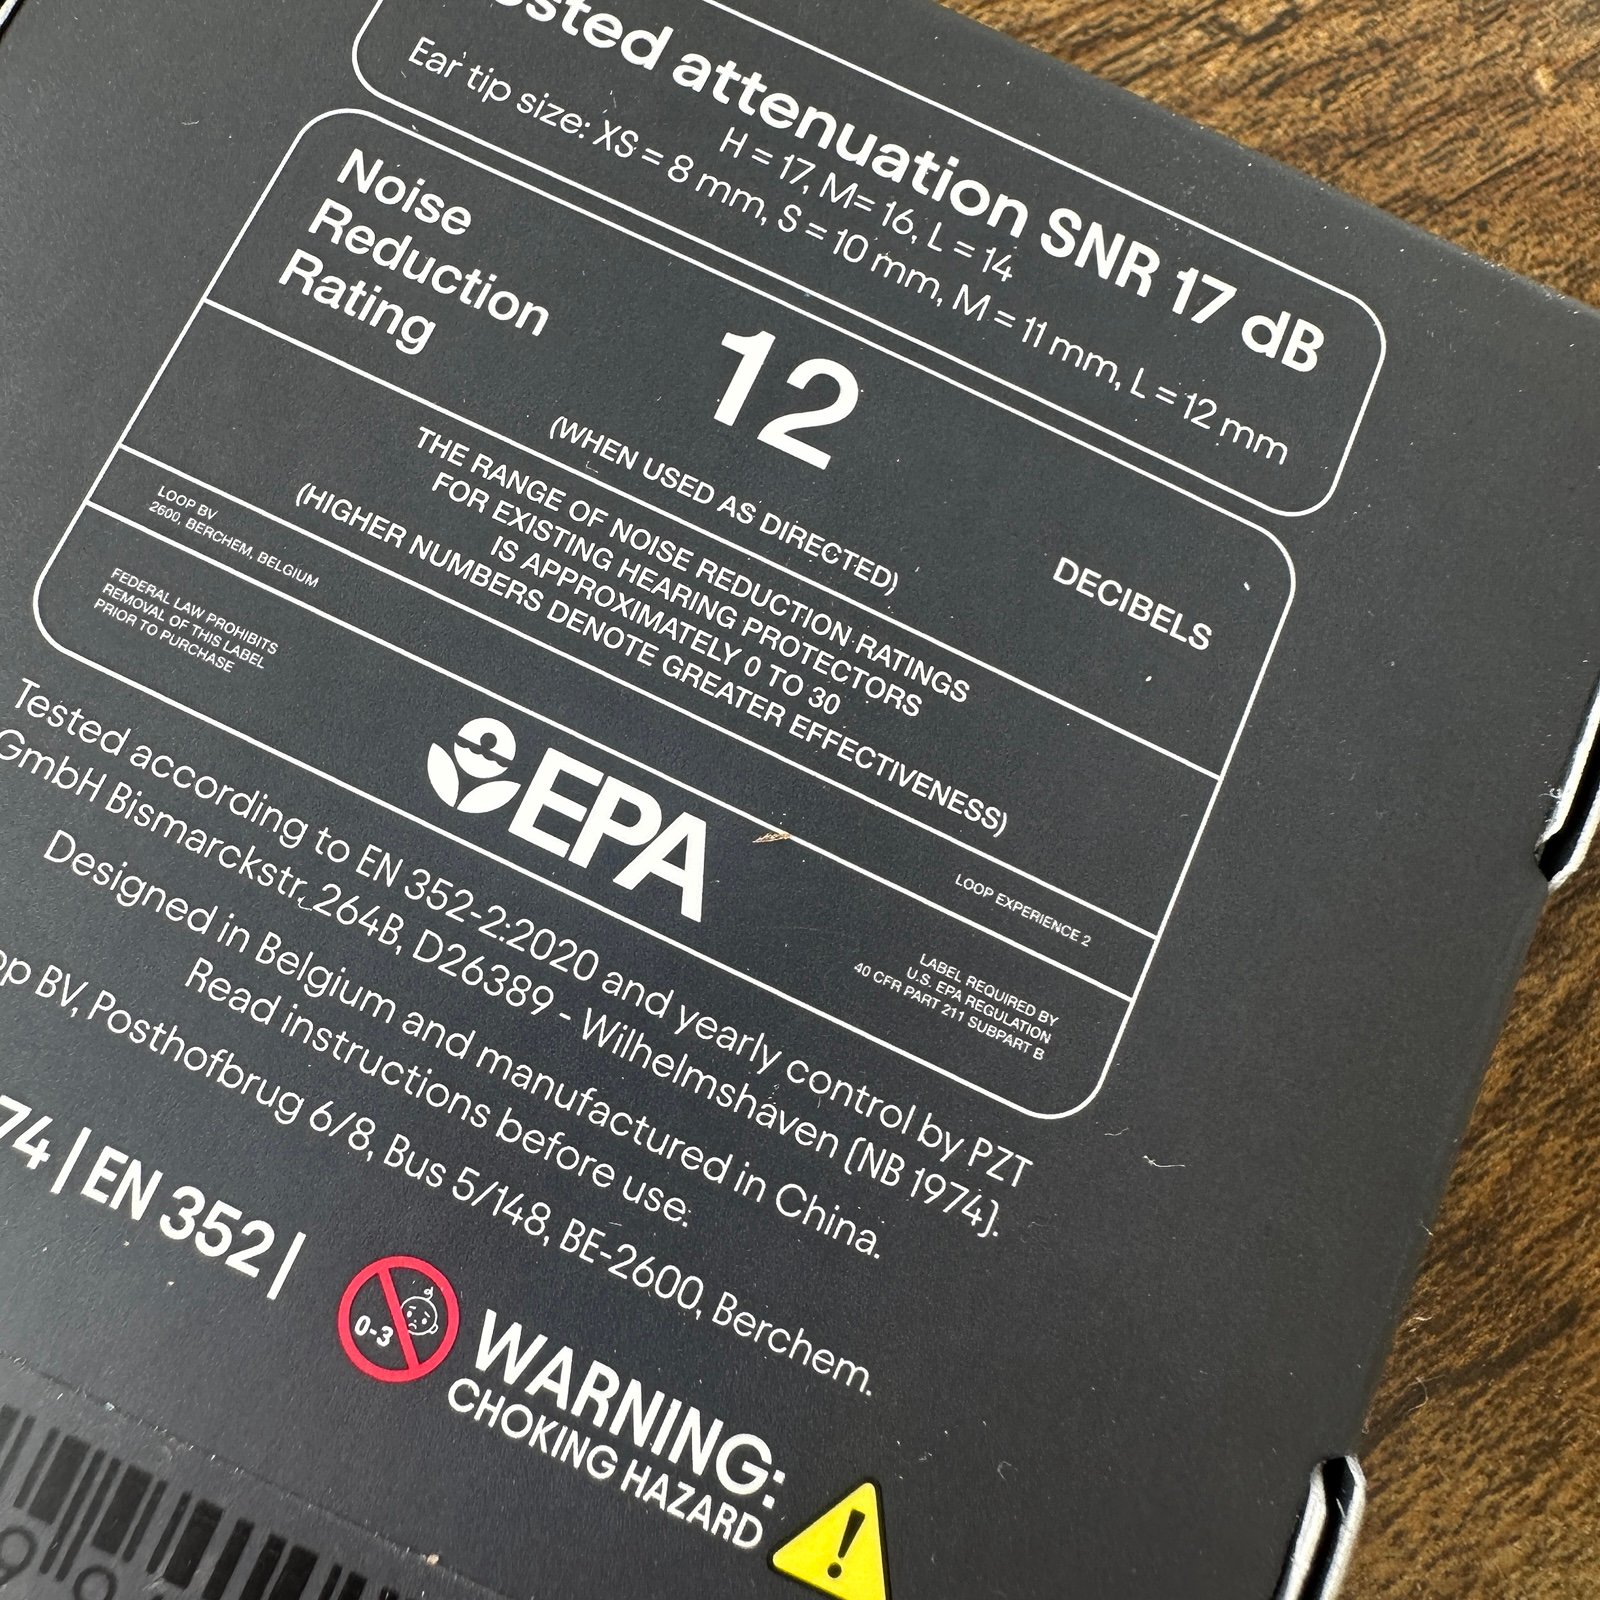 attenuation SNR 17 dB
H = 17, M= 16, L = 14
Ear tip size: XS = 8 mm, S = 10 mm, M = 11 mm, L = 12 mm
Noise
Reduction
Rating
12
DECIBELS
(WHEN USED AS DIRECTED)
THE RANGE OF NOISE REDUCTION RATINGS
FOR EXISTING HEARING PROTECTORS
IS APPROXIMATELY 0 TO 30
(HIGHER NUMBERS DENOTE GREATER EFFECTIVENESS)
LOOP BV
2600, BERCHEM, BELGIUM
LOOP EXPERIENCE 2
FEDERAL LAW PROHIBITS
REMOVAL OF THIS LABEL
PRIOR TO PURCHASE
EPA
LABEL REQUIRED BY
U.S. EPA REGULATION
40 CFR PART 211 SUBPART B
Tested according to EN 352-2:2020 and yearly control by PZT
GmbH Bismarckstr. 264B, D26389 - Wilhelmshaven (NB 1974).
Designed in Belgium and manufactured in China.
Read instructions before use.
BV, Posthofbrug 6/8, Bus 5/148, BE-2600, Berchem.
74 | EN 352 |
0-3
WARNING:
CHOKING HAZARD